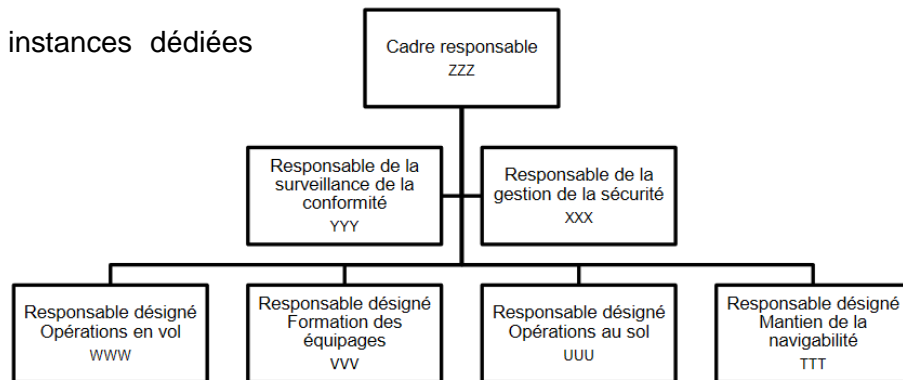 instances dédiées
Cadre responsable
ZZZ
Responsable de la
surveillance de la
conformité
YYY
Responsable de la
gestion de la sécurité
XXX
Responsable désigné
Opérations en vol
WWW
Responsable désigné
Formation des
équipages
VVV
Responsable désigné
Opérations au sol
UUU
Responsable désigné
Mantien de la
navigabilité
TTT